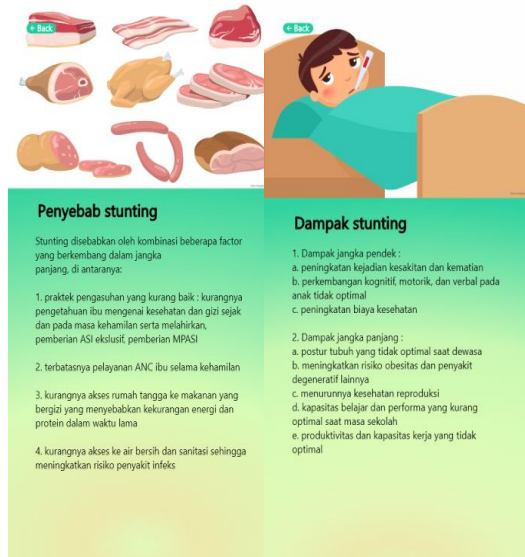 ← Back
Penyebab stunting
Stunting disebabkan oleh kombinasi beberapa factor
yang berkembang dalam jangka
panjang, di antaranya:
1. praktek pengasuhan yang kurang baik : kurangnya
pengetahuan ibu mengenai kesehatan dan gizi sejak
dan pada masa kehamilan serta melahirkan,
pemberian ASI ekslusif, pemberian MPASI
2. terbatasnya pelayanan ANC ibu selama kehamilan
3. kurangnya akses rumah tangga ke makanan yang
bergizi yang menyebabkan kekurangan energi dan
protein dalam waktu lama
4. kurangnya akses ke air bersih dan sanitasi sehingga
meningkatkan risiko penyakit infeks
← Back
Dampak stunting
1. Dampak jangka pendek :
a. peningkatan kejadian kesakitan dan kematian
b. perkembangan kognitif, motorik, dan verbal pada
anak tidak optimal
c. peningkatan biaya kesehatan
2. Dampak jangka panjang :
a. postur tubuh yang tidak optimal saat dewasa
b. meningkatkan risiko obesitas dan penyakit
degeneratif lainnya
c. menurunnya kesehatan reproduksi
d. kapasitas belajar dan performa yang kurang
optimal saat masa sekolah
e. produktivitas dan kapasitas kerja yang tidak
optimal